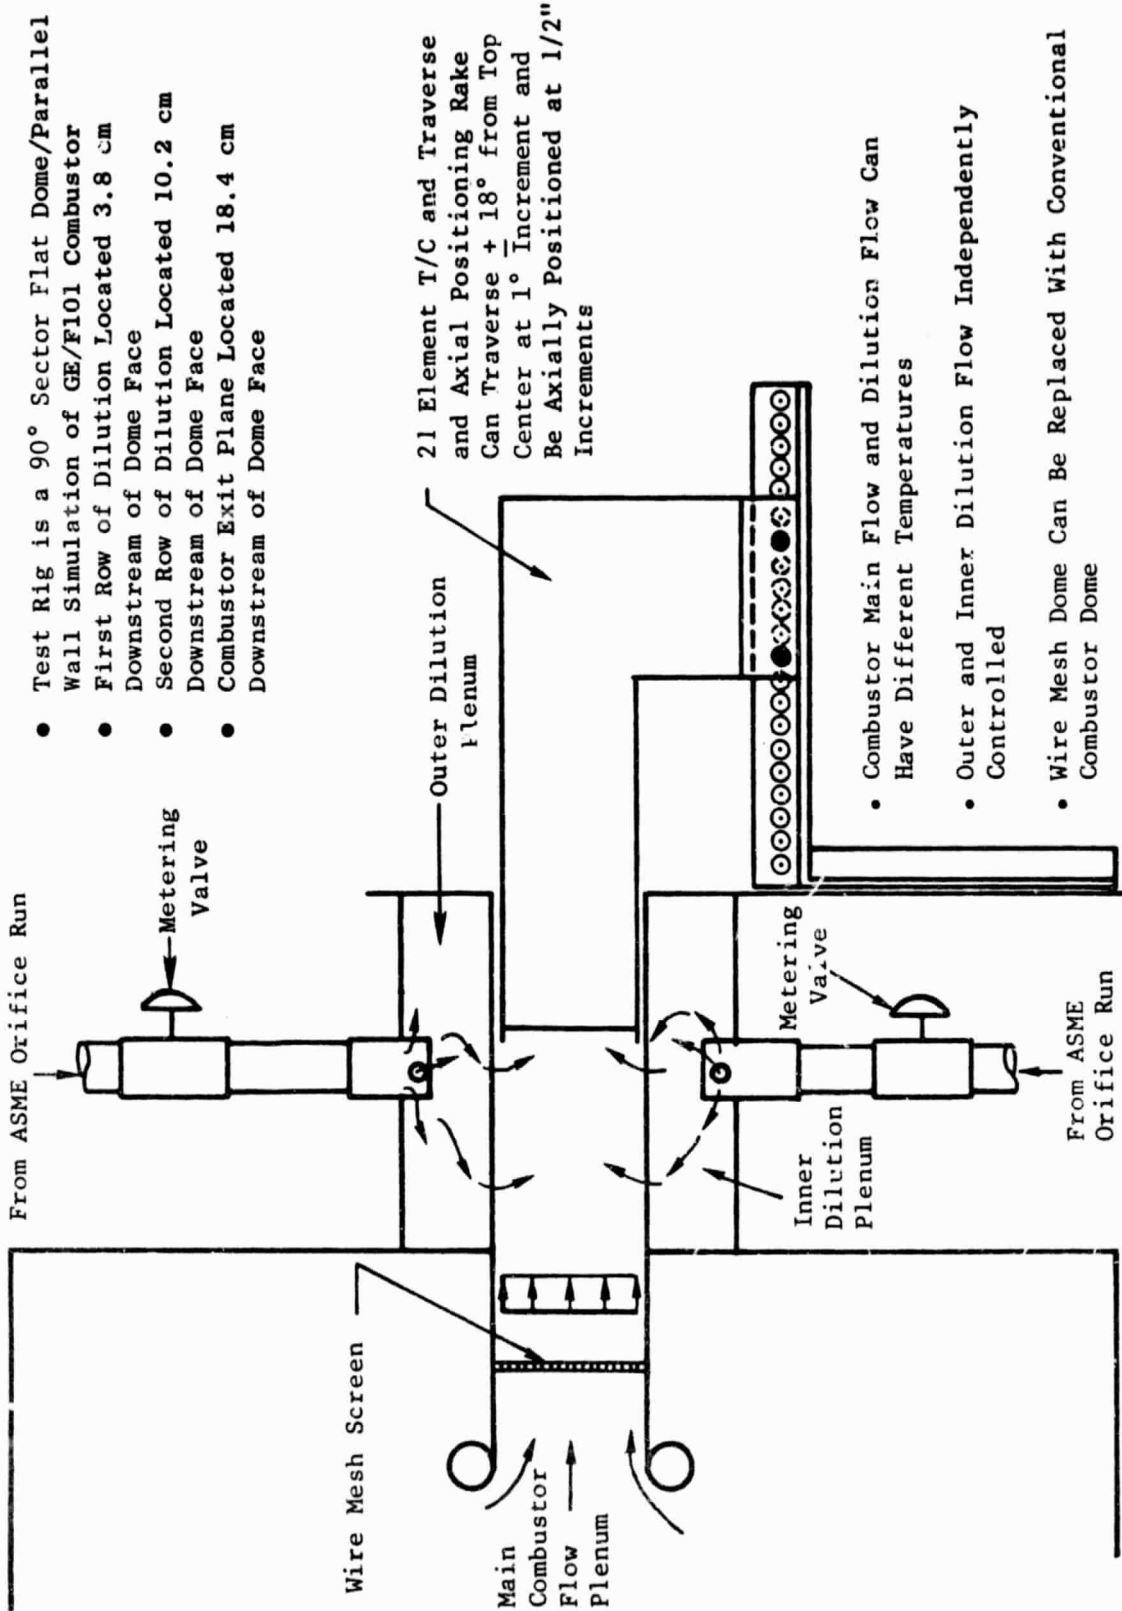 • Test Rig is a 90° Sector Flat Dome/Parallel
Wall Simulation of GE/F101 Combustor
• First Row of Dilution Located 3.8 cm
Downstream of Dome Face
• Second Row of Dilution Located 10.2 cm
Downstream of Dome Face
• Combustor Exit Plane Located 18.4 cm
Downstream of Dome Face
From ASME Orifice Run
Metering
Valve
Outer Dilution
Plenum
21 Element T/C and Traverse
and Axial Positioning Rake
Can Traverse + 18° from Top
Center at 1° Increment and
Be Axially Positioned at 1/2"
Increments
Wire Mesh Screen
Main
Combustor
Flow
Plenum
Inner
Dilution
Plenum
Metering
Valve
From ASME
Orifice Run
• Combustor Main Flow and Dilution Flow Can
Have Different Temperatures
• Outer and Inner Dilution Flow Independently
Controlled
• Wire Mesh Dome Can Be Replaced With Conventional
Combustor Dome